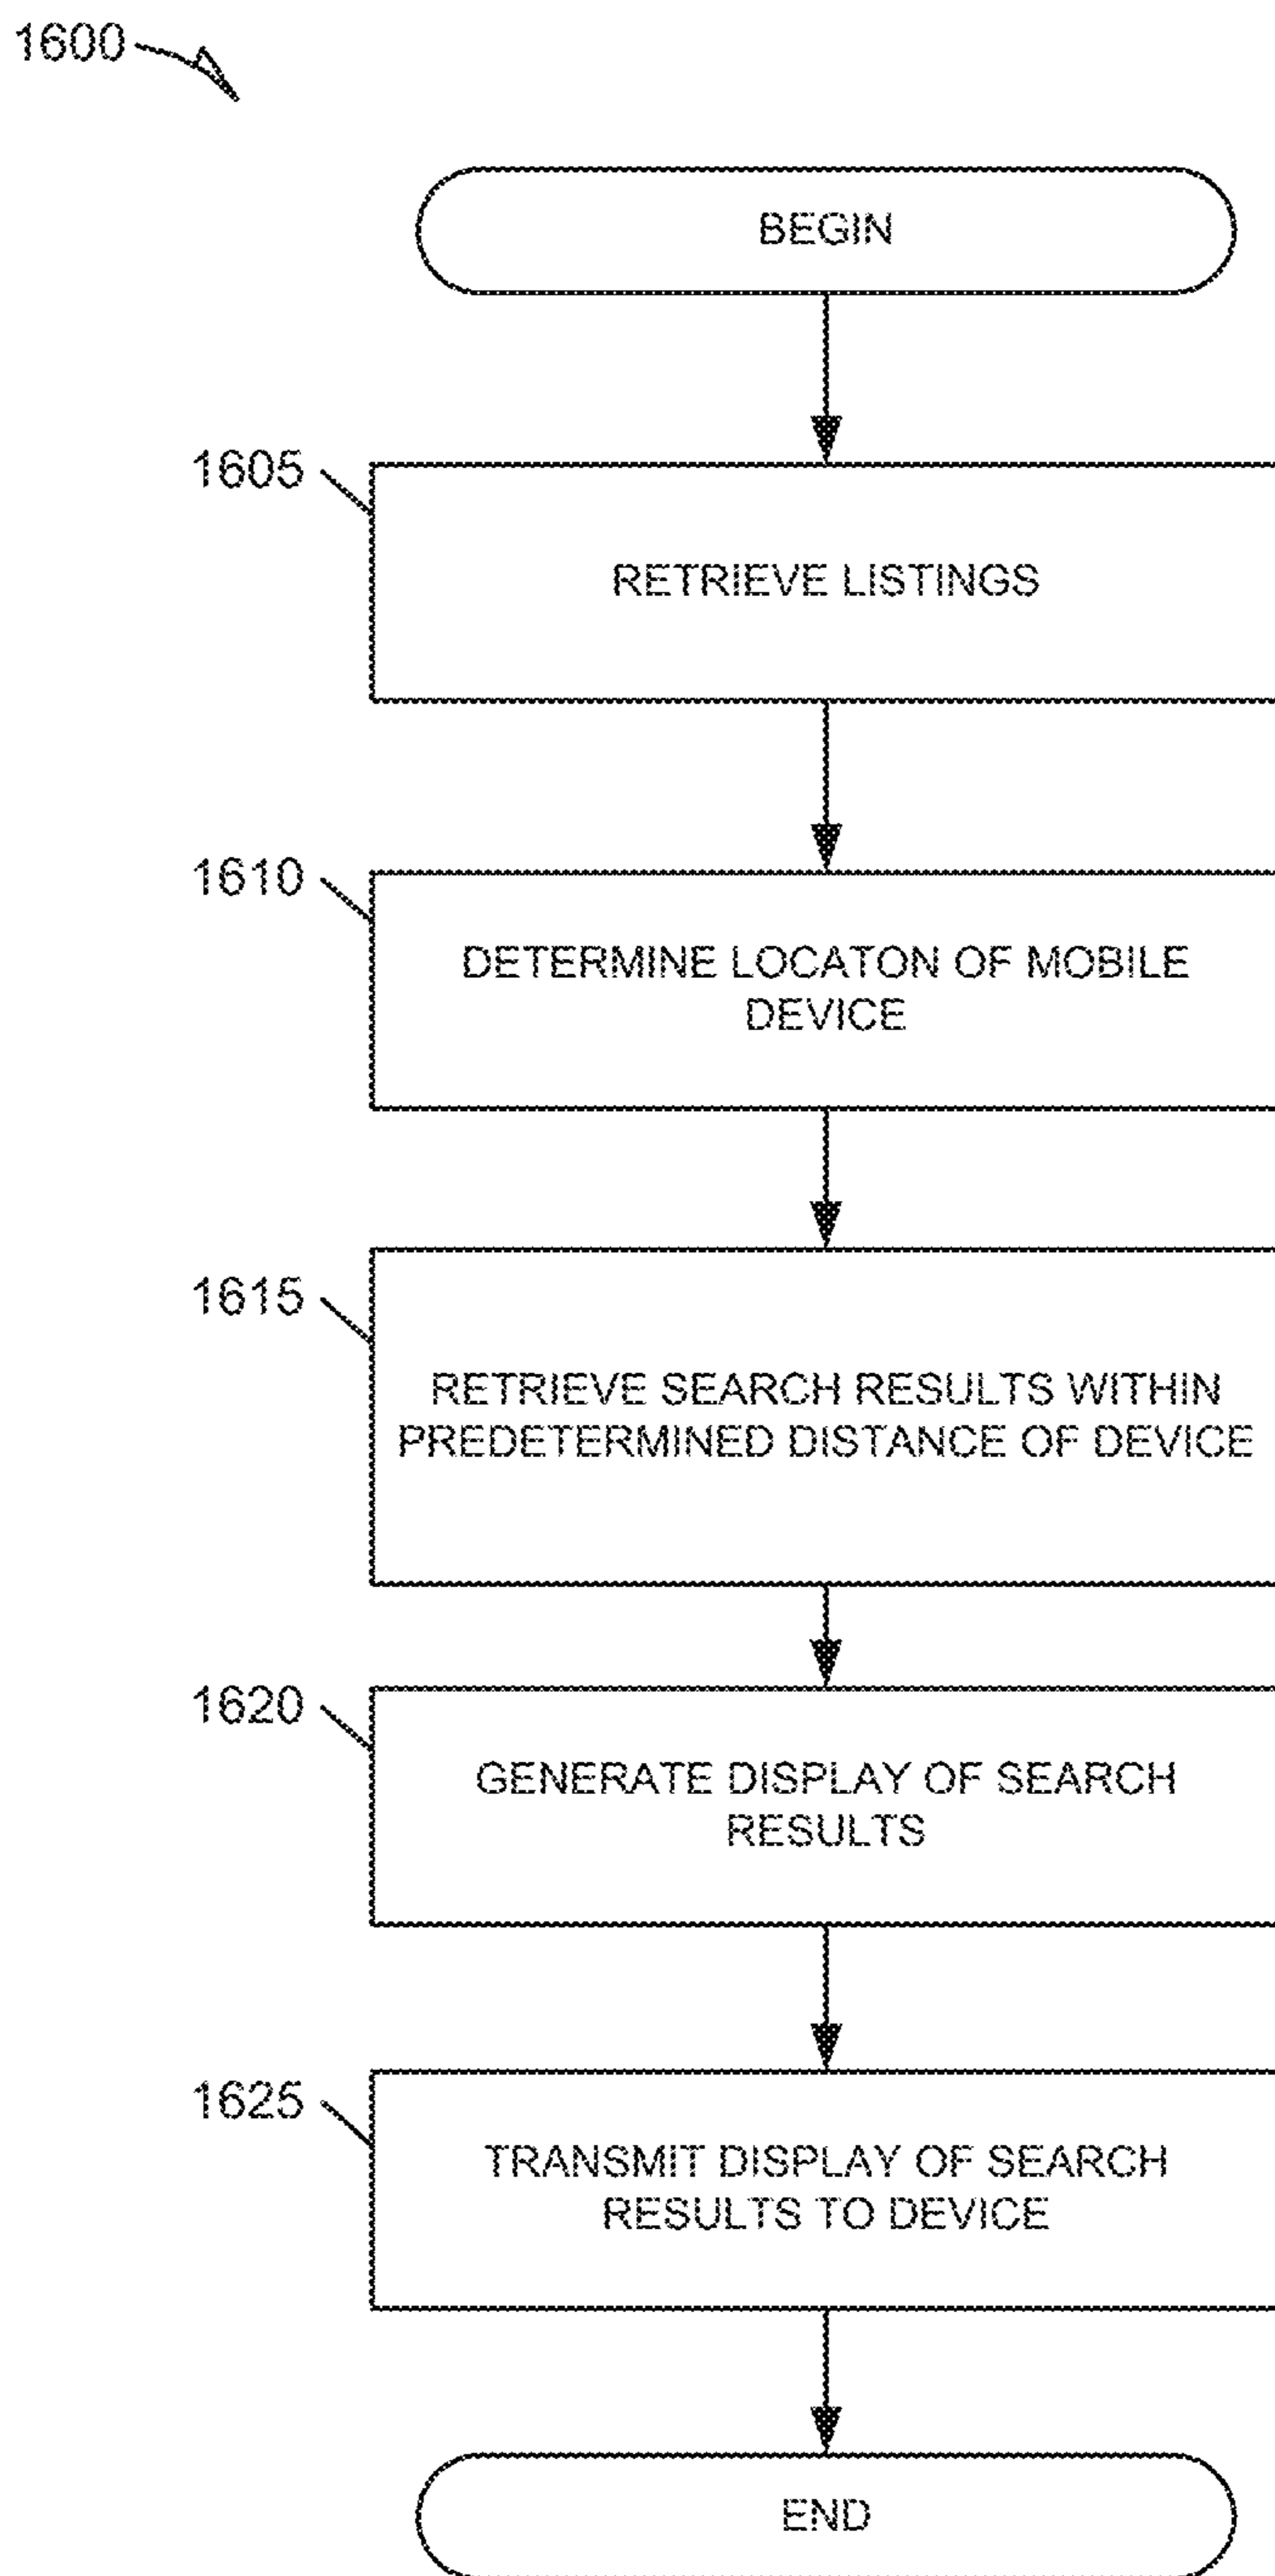 1600
BEGIN
1605
RETRIEVE LISTINGS
1610
DETERMINE LOCATON OF MOBILE
DEVICE
1615
RETRIEVE SEARCH RESULTS WITHIN
PREDETERMINED DISTANCE OF DEVICE
1620
GENERATE DISPLAY OF SEARCH
RESULTS
1625
TRANSMIT DISPLAY OF SEARCH
RESULTS TO DEVICE
END